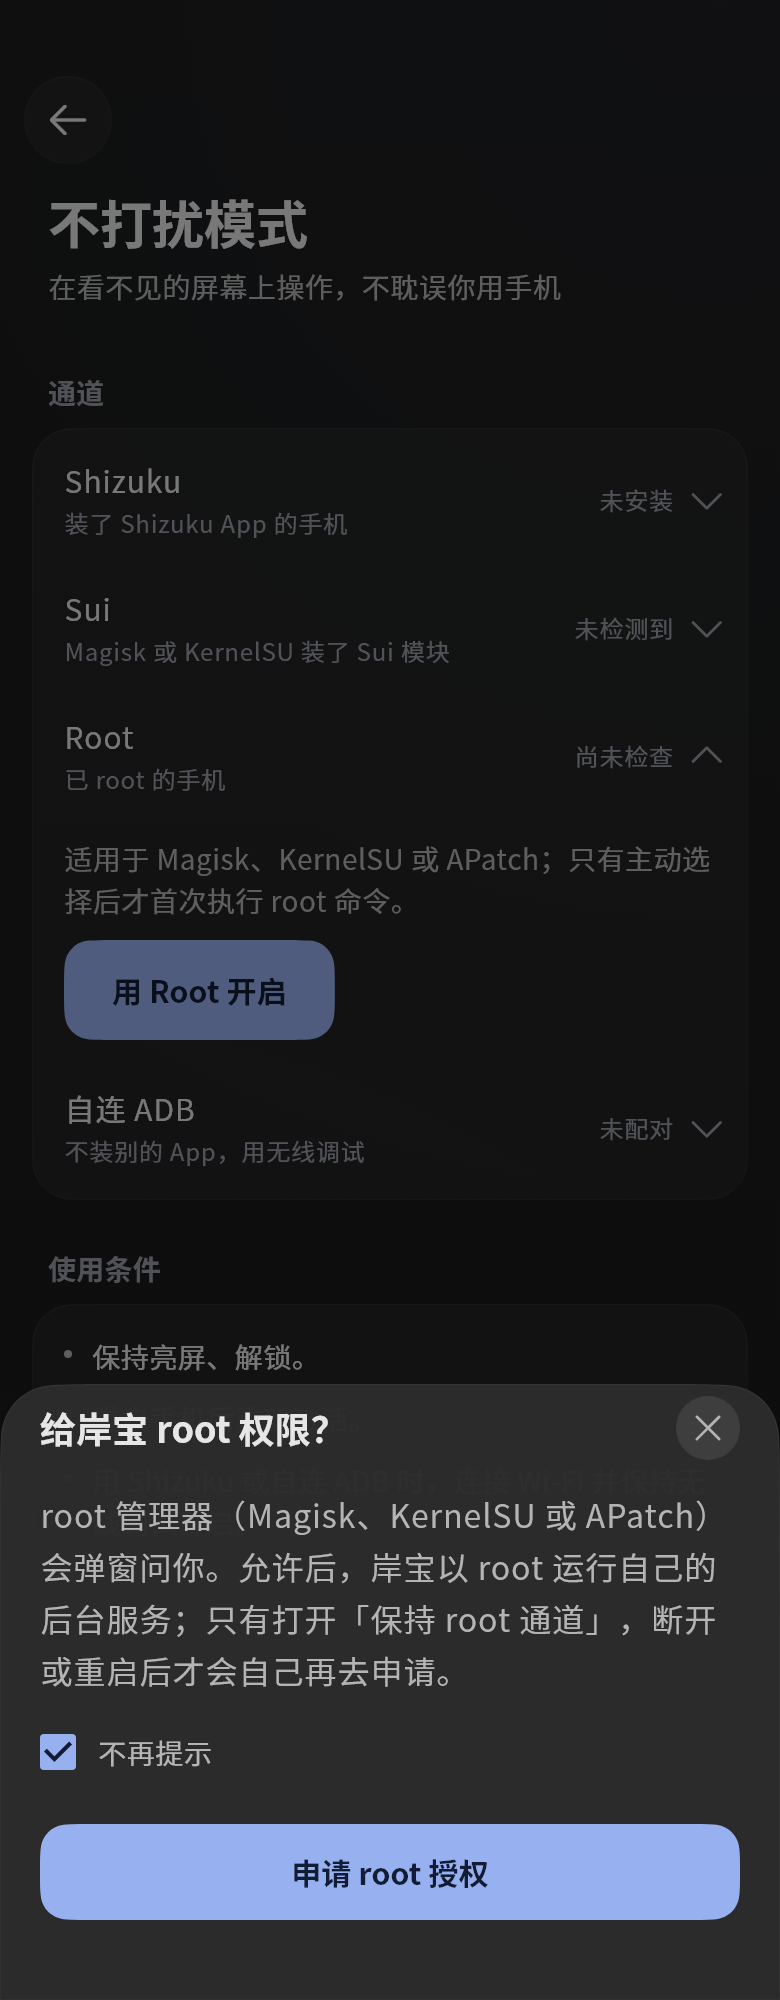 不打扰模式
在看不见的屏幕上操作，不耽误你用手机
通道
Shizuku
装了 Shizuku App 的手机
未安装
Sui
Magisk 或 KernelSU 装了 Sui 模块
未检测到
Root
已 root 的手机
尚未检查
适用于 Magisk、KernelSU 或 APatch；只有主动选
择后才首次执行 root 命令。
用 Root 开启
自连 ADB
不装别的 App，用无线调试
未配对
使用条件
• 保持亮屏、解锁。
给岸宝 root 权限？
root 管理器（Magisk、KernelSU 或 APatch）
会弹窗问你。允许后，岸宝以 root 运行自己的
后台服务；只有打开「保持 root 通道」，断开
或重启后才会自己再去申请。
不再提示
申请 root 授权